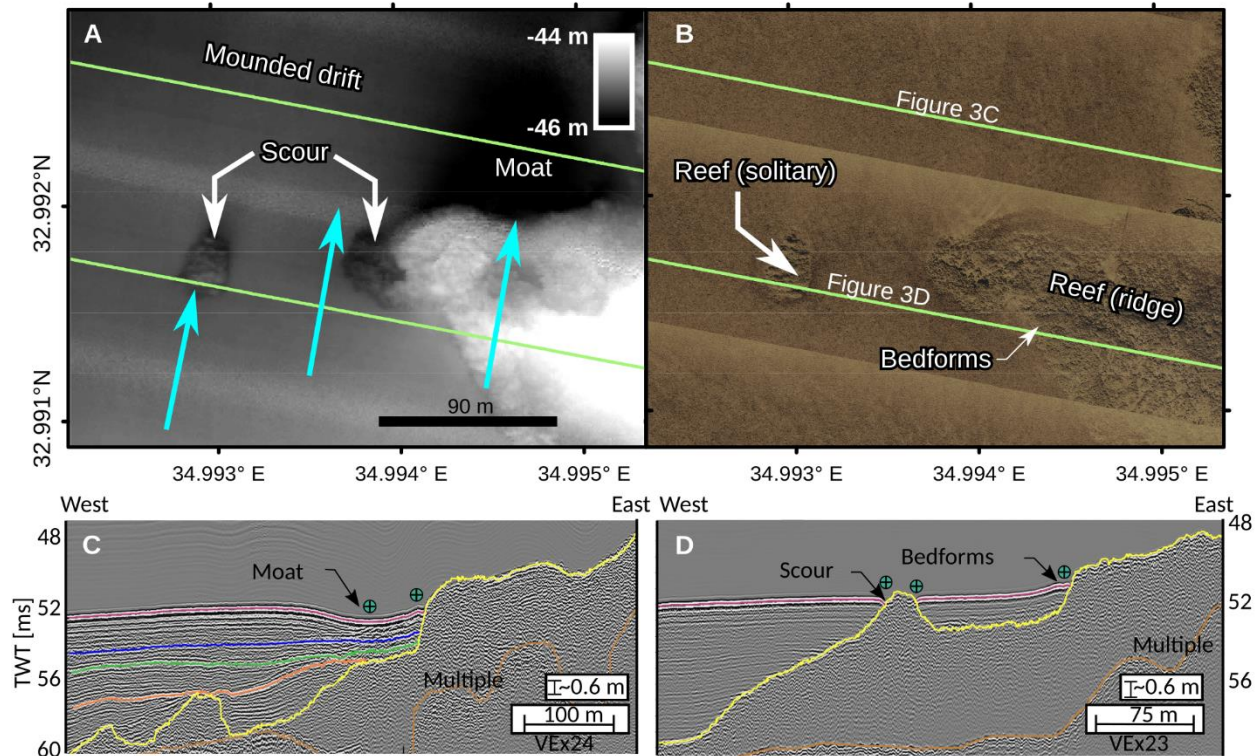 A
Mounded drift
-44 m
-46 m
Scour
Moat
90 m
32.992°N
32.991°N
34.993° E
34.994° E
34.995° E
B
Figure 3C
Reef (solitary)
Figure 3D
Reef (ridge)
Bedforms
34.993° E
34.994° E
34.995° E
West
East
C
Moat
Multiple
~0.6 m
100 m
VEx24
TWT [ms]
48
52
56
60
West
East
D
Scour
Bedforms
Multiple
~0.6 m
75 m
VEx23
48
52
56